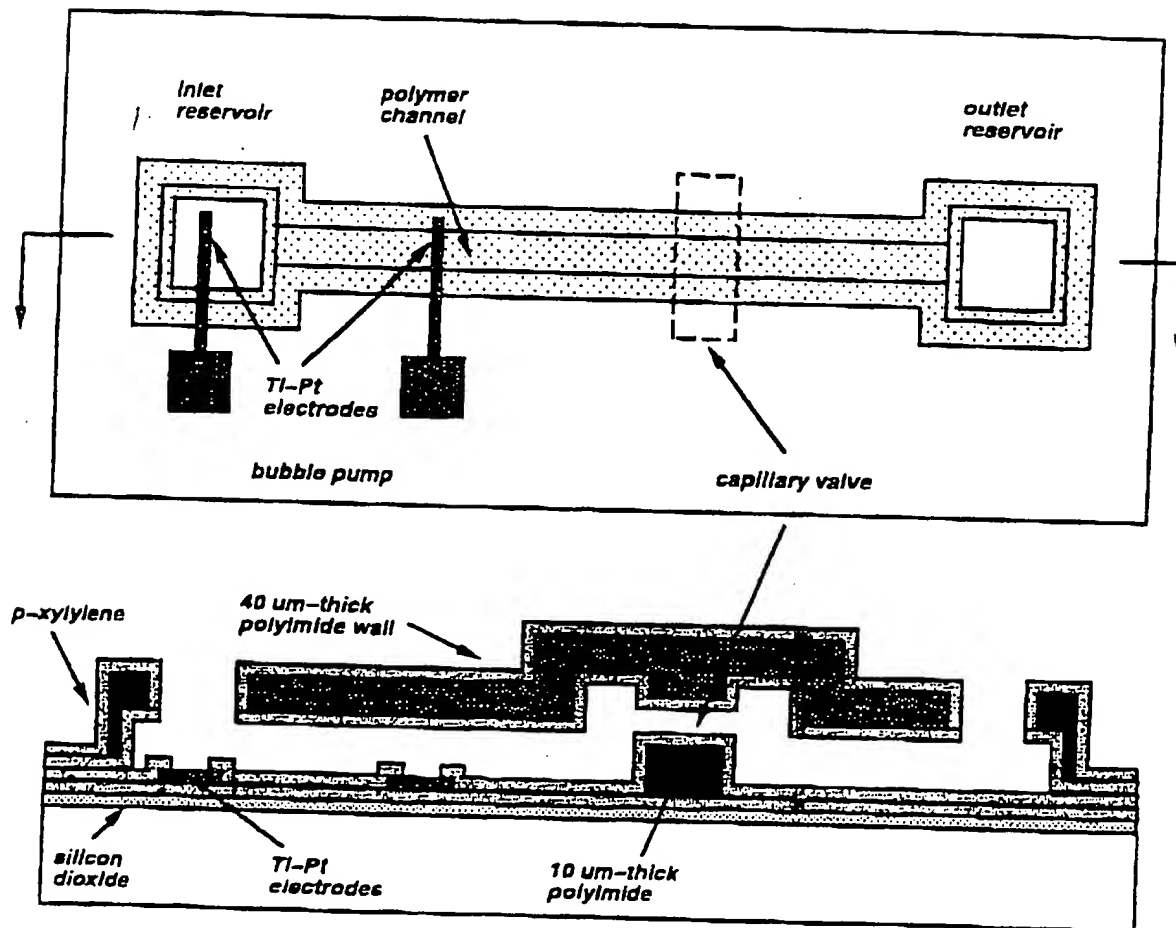 inlet
reservoir
polymer
channel
outlet
reservoir
Ti-Pt
electrodes
bubble pump
capillary valve
p-xylylene
40 um-thick
polyimide wall
silicon
dioxide
Ti-Pt
electrodes
10 um-thick
polyimide